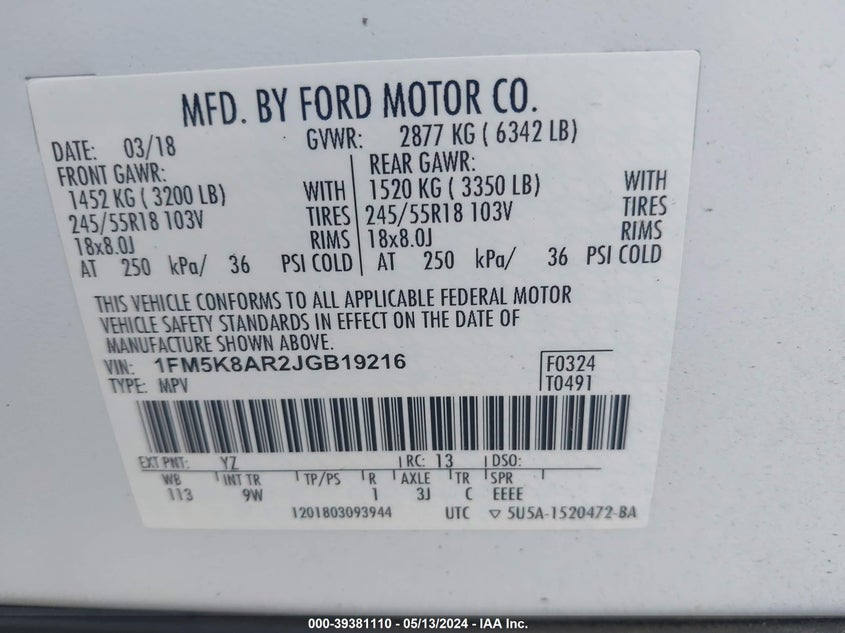 MFD. BY FORD MOTOR CO.
DATE: 03/18 GVWR: 2877 KG ( 6342 LB)
FRONT GAWR: REAR GAWR:
1452 KG ( 3200 LB) WITH 1520 KG ( 3350 LB) WITH
245/55R18 103V TIRES 245/55R18 103V TIRES
18x8.0J RIMS 18x8.0J RIMS
AT 250 kPa/ 36 PSI COLD AT 250 kPa/ 36 PSI COLD
THIS VEHICLE CONFORMS TO ALL APPLICABLE FEDERAL MOTOR
VEHICLE SAFETY STANDARDS IN EFFECT ON THE DATE OF
MANUFACTURE SHOWN ABOVE.
VIN: 1FM5K8AR2JGB19216 F0324
TYPE: MPV T0491
EXT PNT: YZ RC: 13 DSO:
WB INT TR TP/PS R AXLE TR SPR
113 9W 1 3J C EEEE
1201803093944 UTC ▽ 5U5A-1520472-BA
000-39381110 - 05/13/2024 - IAA Inc.